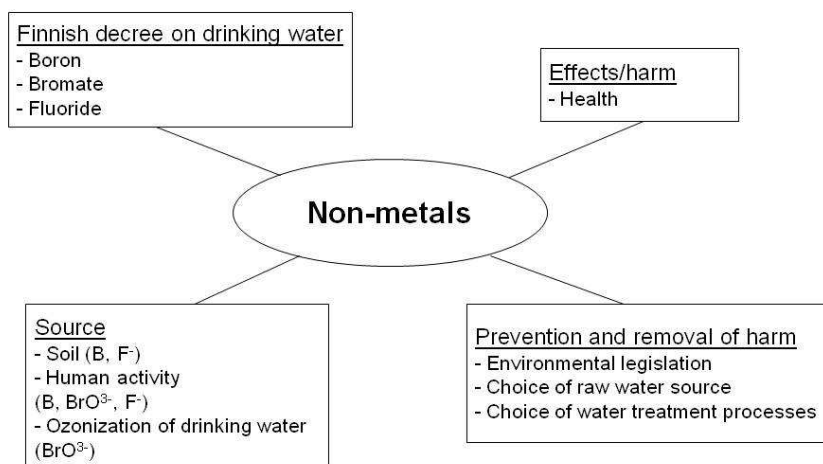 Finnish decree on drinking water
- Boron
- Bromate
- Fluoride
Effects/harm
- Health
Non-metals
Source
- Soil (B, F⁻)
- Human activity
(B, BrO³⁻, F⁻)
- Ozonization of drinking water
(BrO³⁻)
Prevention and removal of harm
- Environmental legislation
- Choice of raw water source
- Choice of water treatment processes